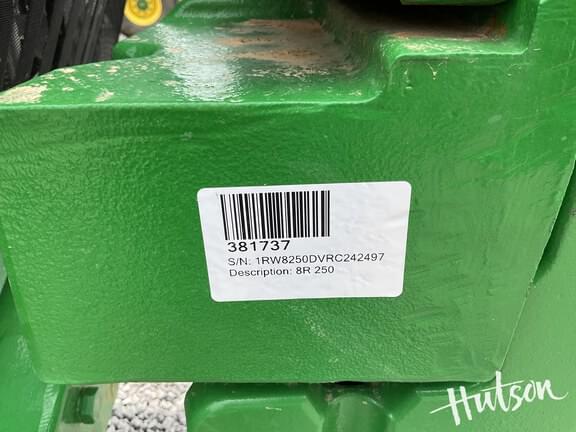 381737
S/N: 1RW8250DVRC242497
Description: 8R 250
Hutson